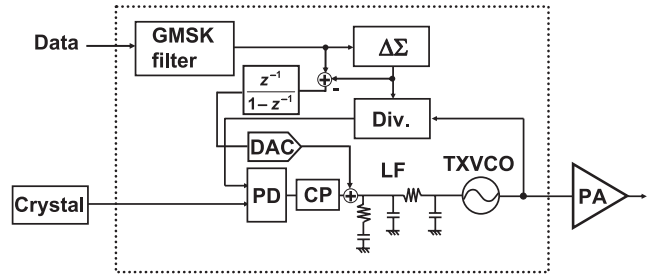 Data
GMSK
filter
ΔΣ
+
-
z⁻¹
1– z⁻¹
Div.
DAC
LF
TXVCO
Crystal
PD
CP
+
PA